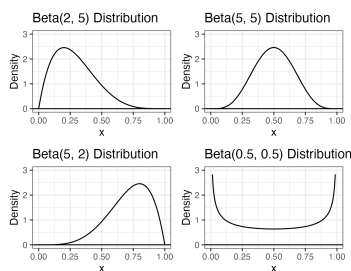 Beta(2, 5) Distribution
3
2
1
0
Density
0.00 0.25 0.50 0.75 1.00
x
Beta(5, 5) Distribution
3
2
1
0
Density
0.00 0.25 0.50 0.75 1.00
x
Beta(5, 2) Distribution
3
2
1
0
Density
0.00 0.25 0.50 0.75 1.00
x
Beta(0.5, 0.5) Distribution
3
2
1
0
Density
0.00 0.25 0.50 0.75 1.00
x